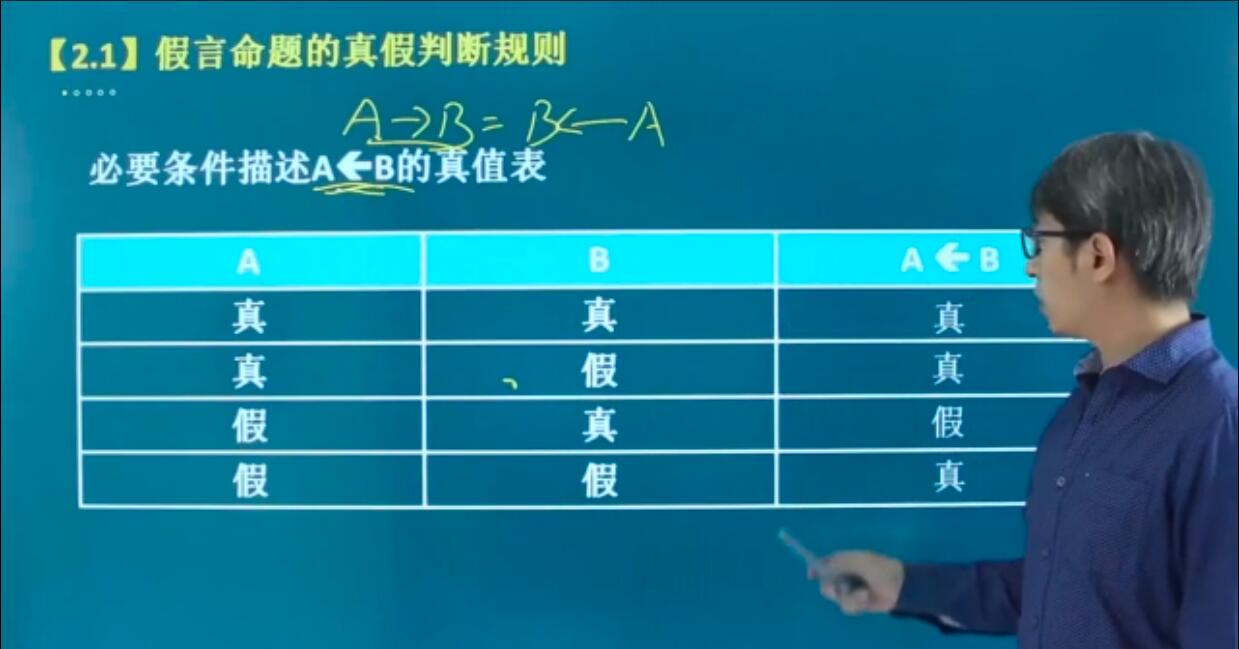 【2.1】假言命题的真假判断规则
A→B=B←A
必要条件描述A←B的真值表
A B A ← B
真 真 真
真 假 真
假 真 假
假 假 真